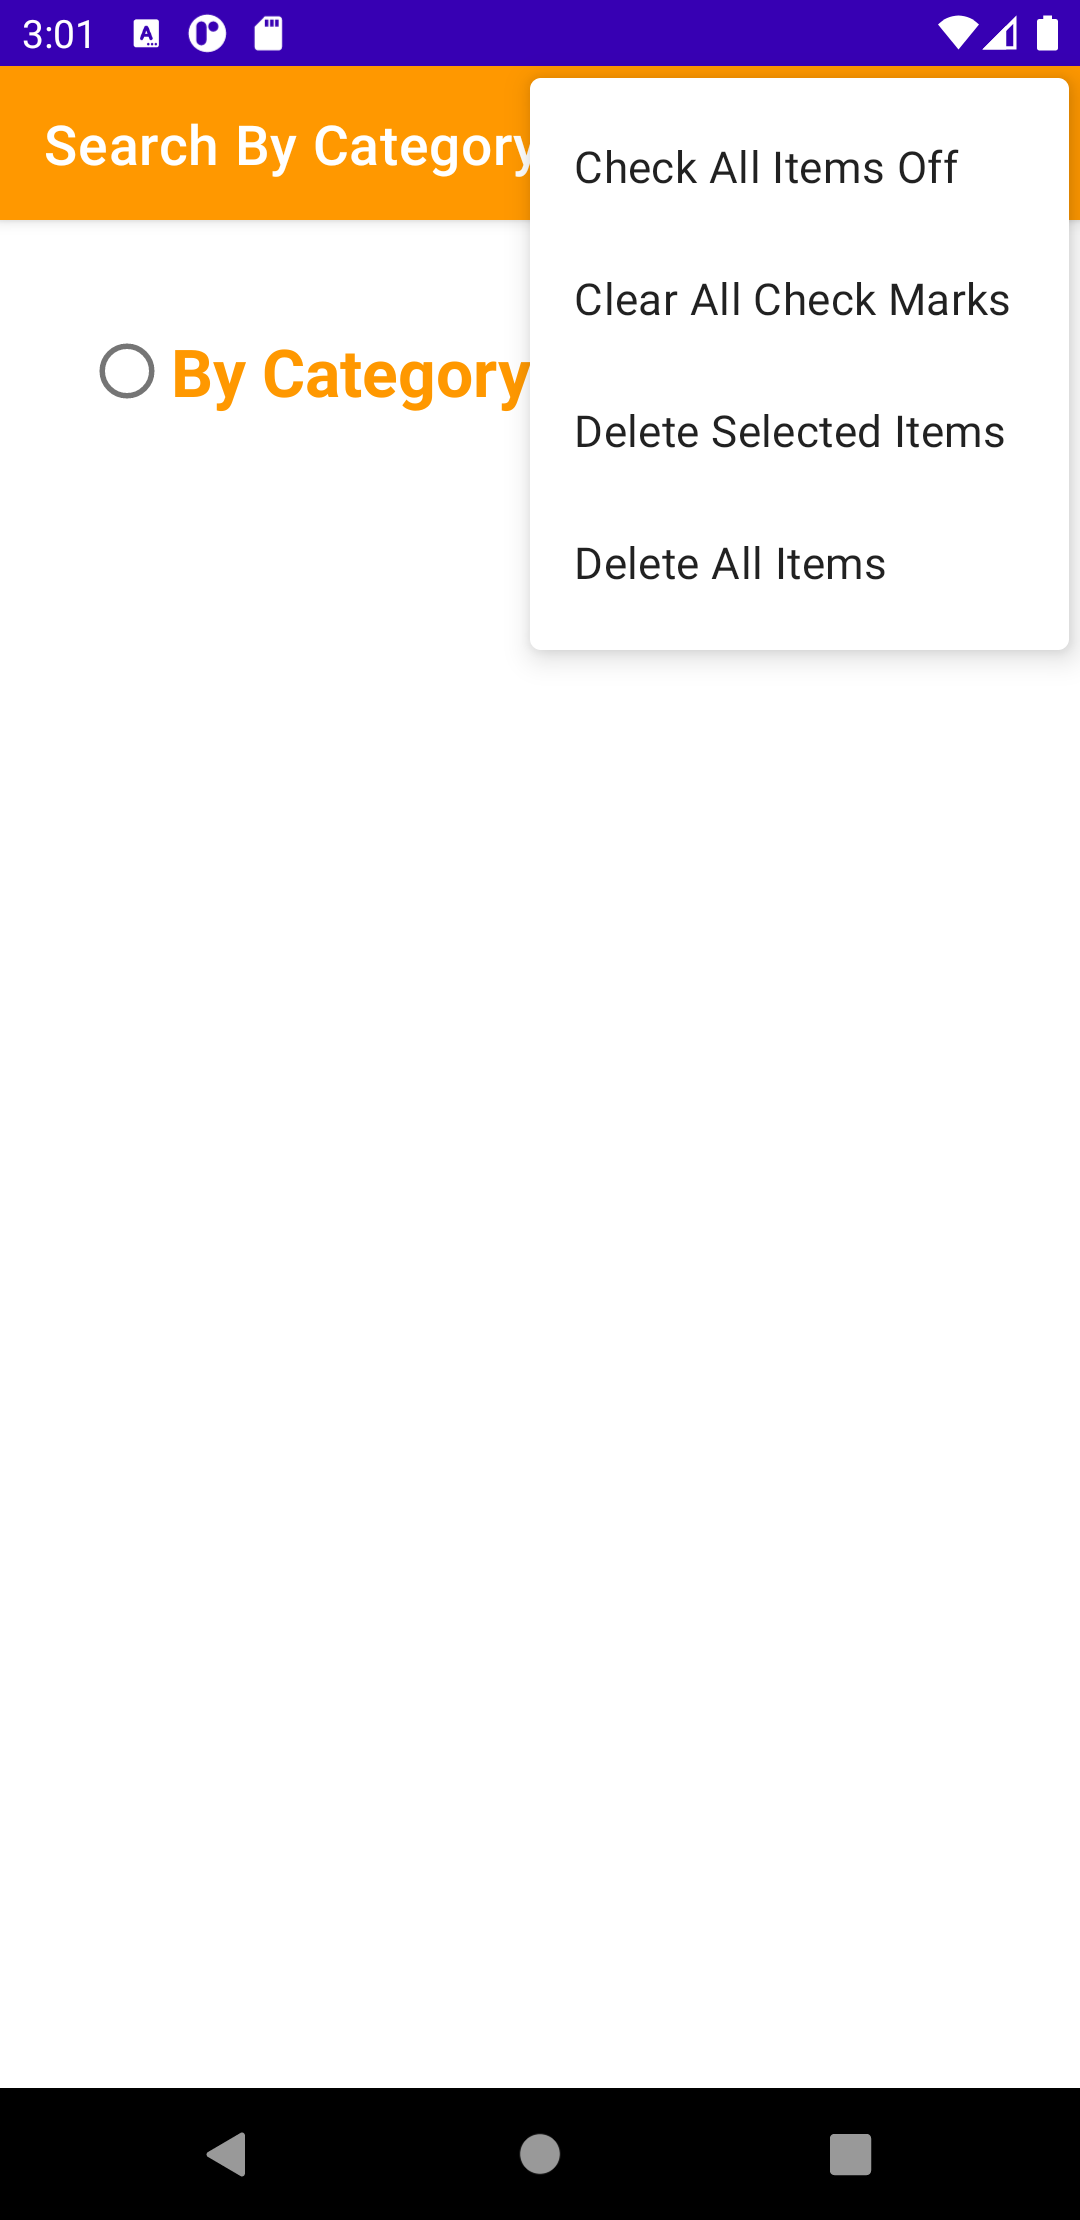 3:01
Search By Category
Check All Items Off
Clear All Check Marks
By Category
Delete Selected Items
Delete All Items